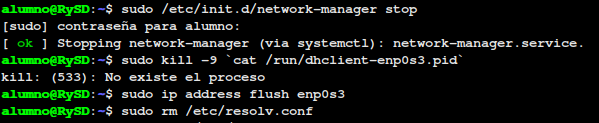 alumno@RySD:~$ sudo /etc/init.d/network-manager stop
[sudo] contraseña para alumno:
[ ok ] Stopping network-manager (via systemctl): network-manager.service.
alumno@RySD:~$ sudo kill -9 `cat /run/dhclient-enp0s3.pid`
kill: (533): No existe el proceso
alumno@RySD:~$ sudo ip address flush enp0s3
alumno@RySD:~$ sudo rm /etc/resolv.conf